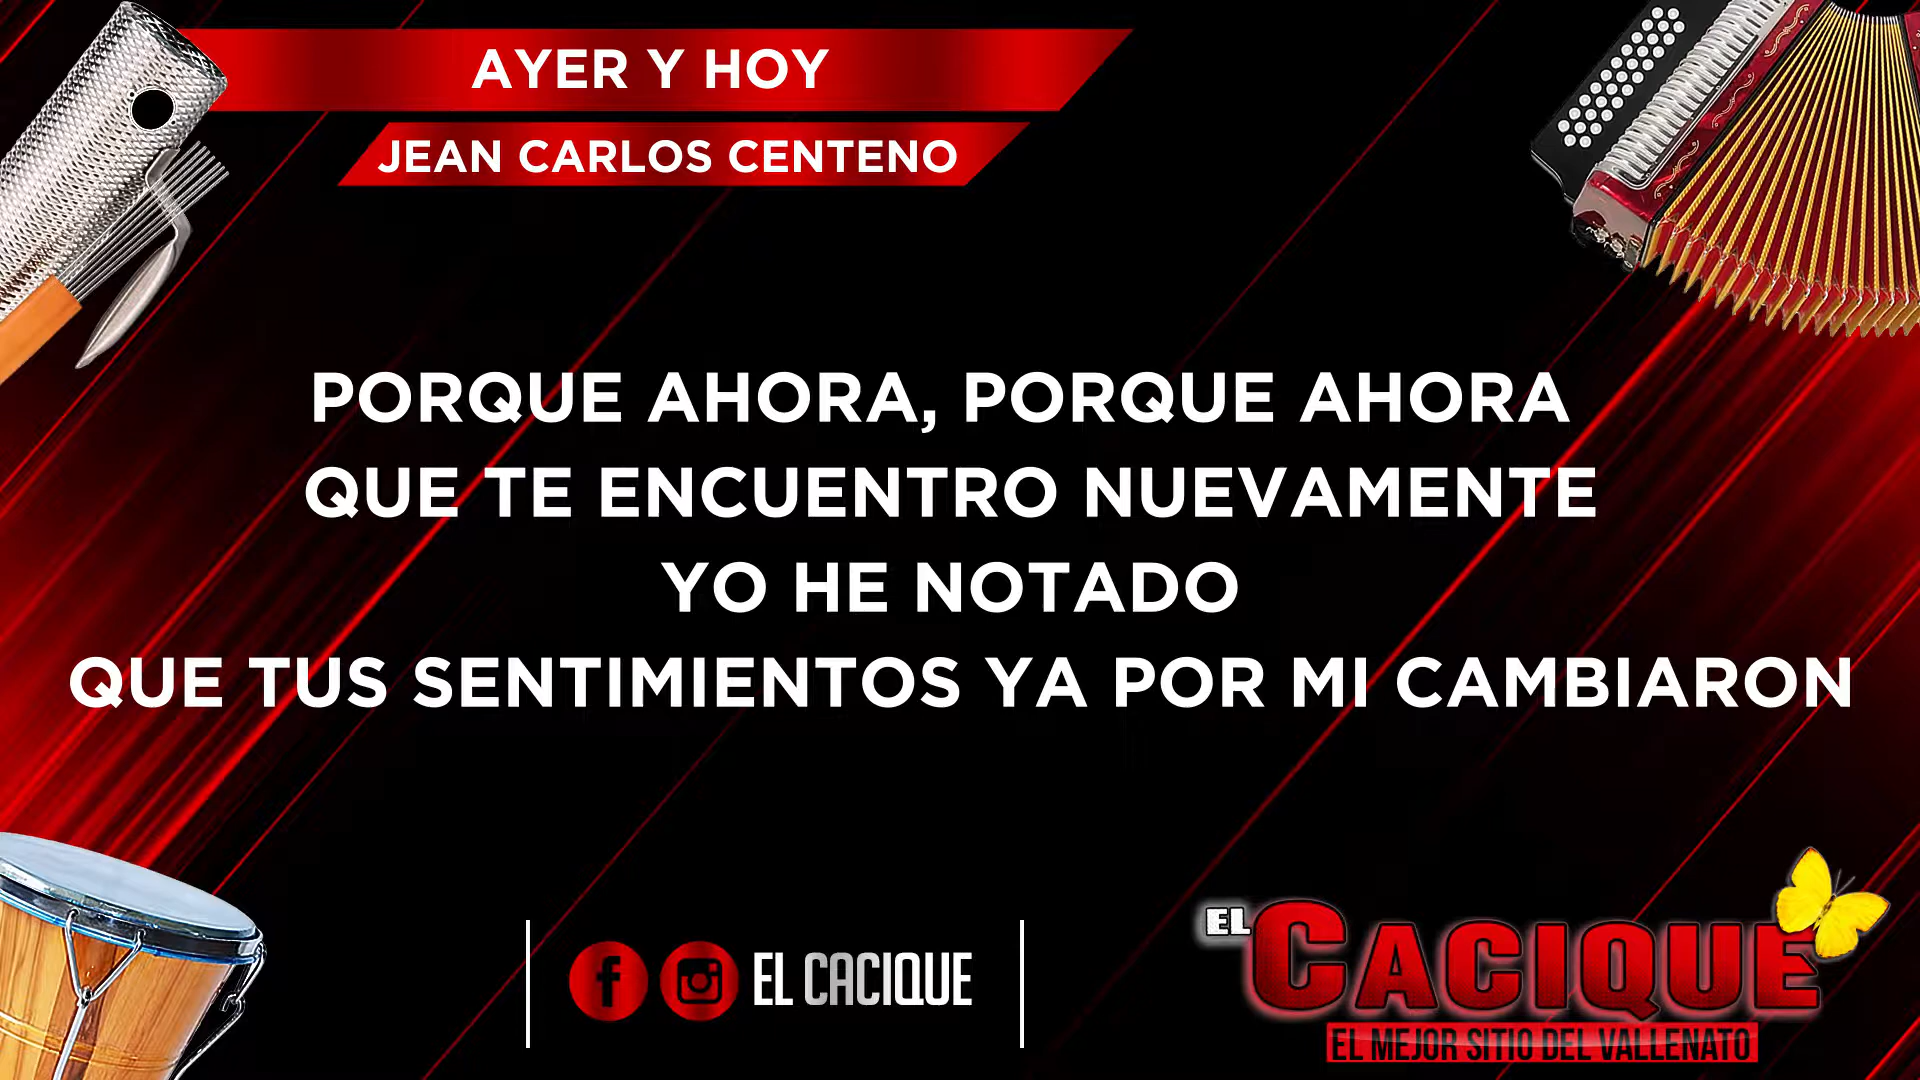 AYER Y HOY
JEAN CARLOS CENTENO
PORQUE AHORA, PORQUE AHORA
QUE TE ENCUENTRO NUEVAMENTE
YO HE NOTADO
QUE TUS SENTIMIENTOS YA POR MI CAMBIARON
EL CACIQUE
EL CACIQUE
EL MEJOR SITIO DEL VALLENATO